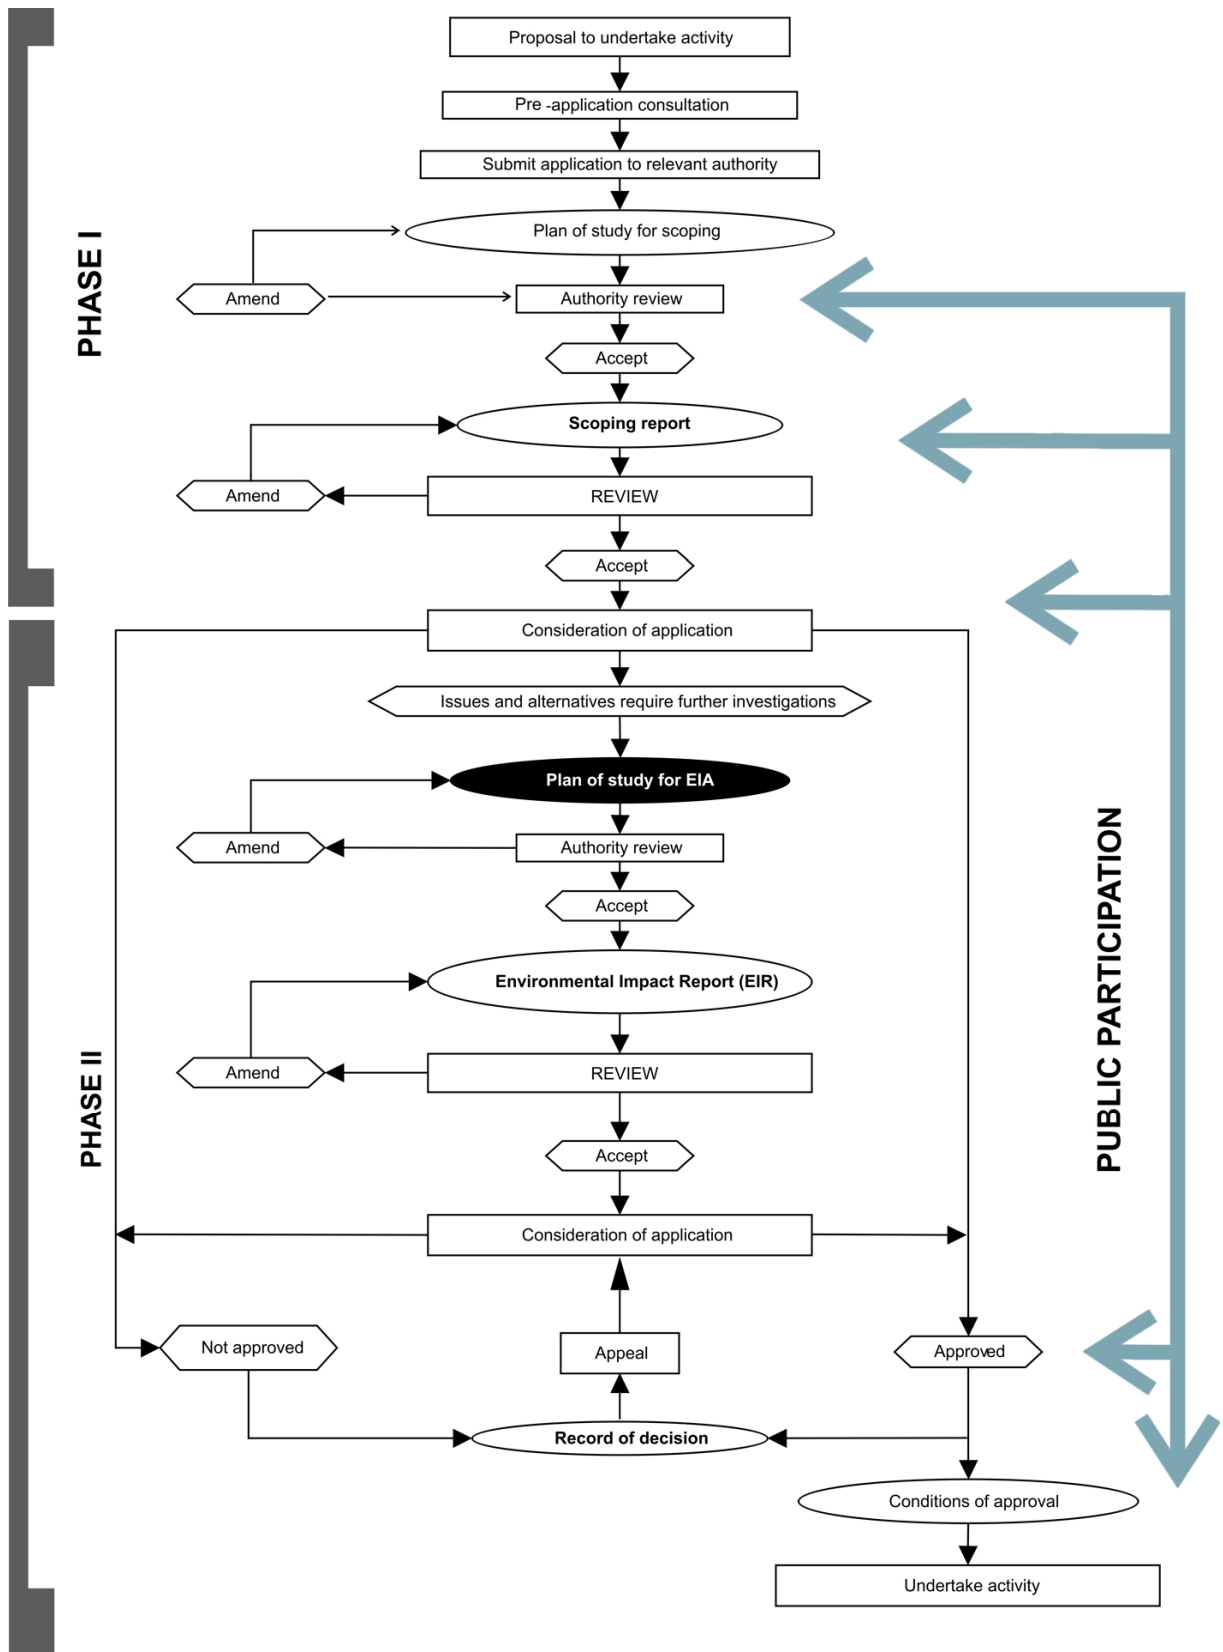 Proposal to undertake activity
Pre -application consultation
Submit application to relevant authority
PHASE I
Plan of study for scoping
Amend
Authority review
Accept
Scoping report
Amend
REVIEW
Accept
Consideration of application
Issues and alternatives require further investigations
Plan of study for EIA
Amend
Authority review
Accept
PUBLIC PARTICIPATION
Environmental Impact Report (EIR)
PHASE II
Amend
REVIEW
Accept
Consideration of application
Not approved
Appeal
Approved
Record of decision
Conditions of approval
Undertake activity